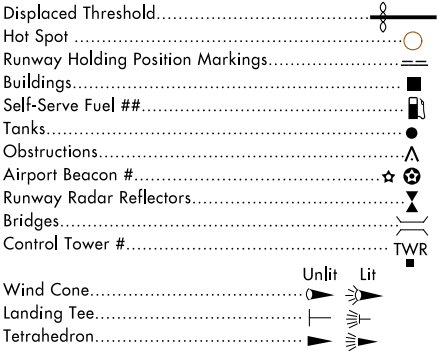 Displaced Threshold
Hot Spot
Runway Holding Position Markings
Buildings
Self-Serve Fuel ##
Tanks
Obstructions
Airport Beacon #
Runway Radar Reflectors
Bridges
Control Tower # TWR
Unlit Lit
Wind Cone
Landing Tee
Tetrahedron